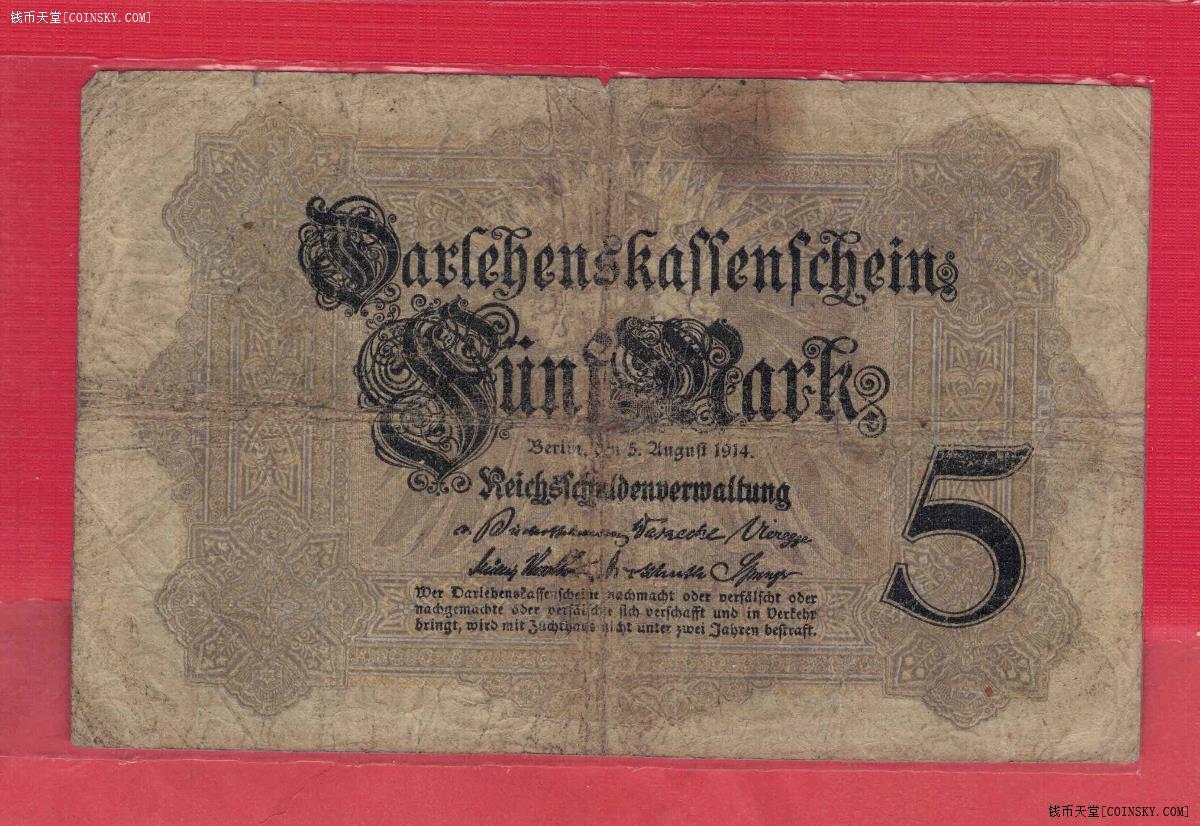 钱币天堂[COINSKY.COM]
Darlehenskassenschein
Fünf Mark
Berlin, den 5. August 1914.
Reichsschuldenverwaltung
5
Wer Darlehenskassenscheine nachmacht oder verfälscht oder
nachgemachte oder verfälschte sich verschafft und in Verkehr
bringt, wird mit Zuchthaus nicht unter zwei Jahren bestraft.
钱币天堂[COINSKY.COM]